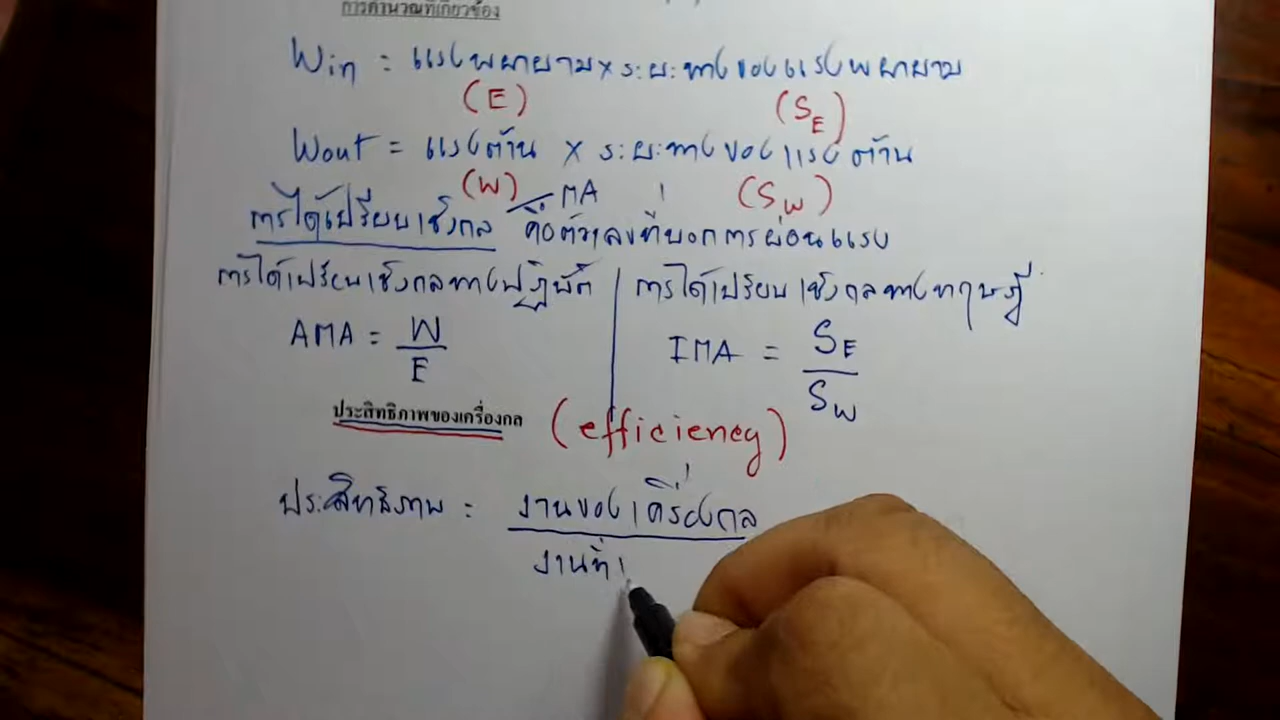 การคำนวณที่เกี่ยวข้อง
Win = แรงพยายาม x ระยะทางของแรงพยายาม
(E) (SE)
Wout = แรงต้าน x ระยะทางของแรงต้าน
(W) MA (SW)
การได้เปรียบเชิงกล คือตัวเลขที่บอกการผ่อนแรง
การได้เปรียบเชิงกลทางปฏิบัติ การได้เปรียบเชิงกลทางทฤษฎี
AMA = W/E IMA = SE/SW
ประสิทธิภาพของเครื่องกล (efficiency)
ประสิทธิภาพ = งานของเครื่องกล
งานที่เ